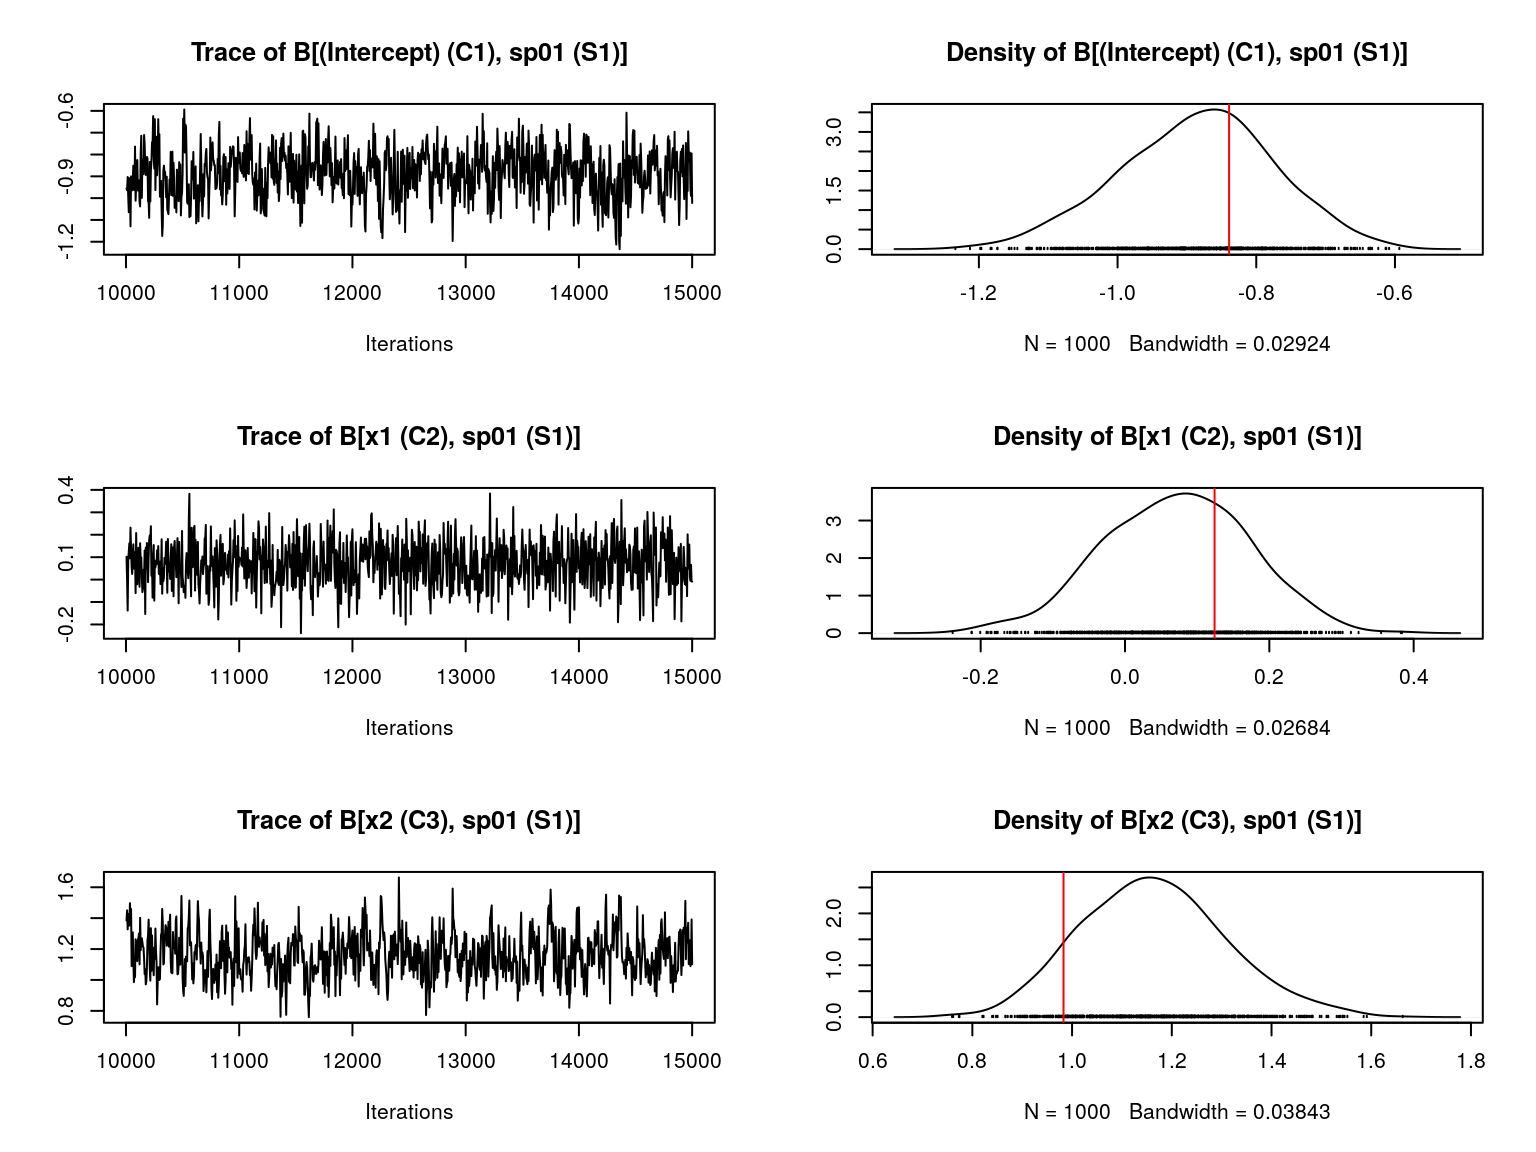 Trace of B[(Intercept) (C1), sp01 (S1)]
-0.6
-0.9
-1.2
10000 11000 12000 13000 14000 15000
Iterations
Density of B[(Intercept) (C1), sp01 (S1)]
3.0
1.5
0.0
-1.2 -1.0 -0.8 -0.6
N = 1000 Bandwidth = 0.02924
Trace of B[x1 (C2), sp01 (S1)]
0.4
0.1
-0.2
10000 11000 12000 13000 14000 15000
Iterations
Density of B[x1 (C2), sp01 (S1)]
3
2
1
0
-0.2 0.0 0.2 0.4
N = 1000 Bandwidth = 0.02684
Trace of B[x2 (C3), sp01 (S1)]
1.6
1.2
0.8
10000 11000 12000 13000 14000 15000
Iterations
Density of B[x2 (C3), sp01 (S1)]
2.0
1.0
0.0
0.6 0.8 1.0 1.2 1.4 1.6 1.8
N = 1000 Bandwidth = 0.03843